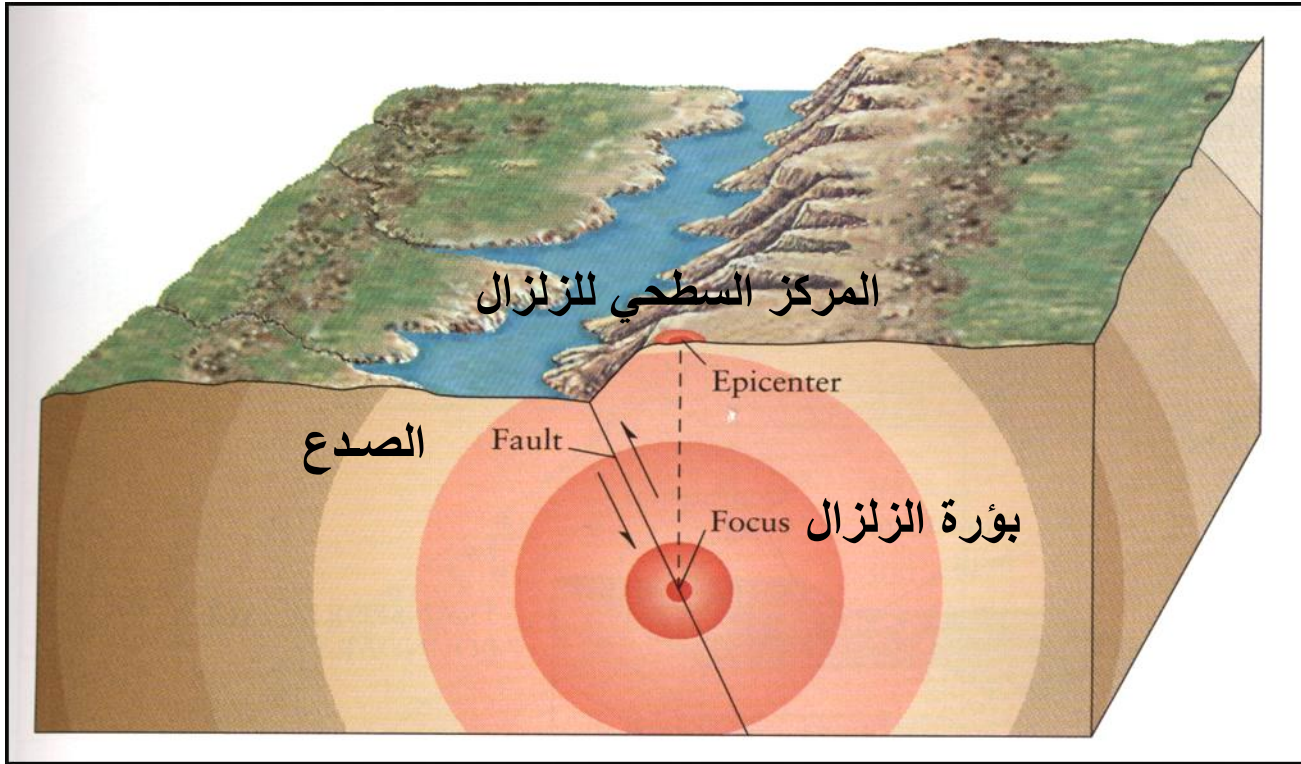 المركز السطحي للزلزال
Epicenter
الصدع
Fault
Focus
بؤرة الزلزال